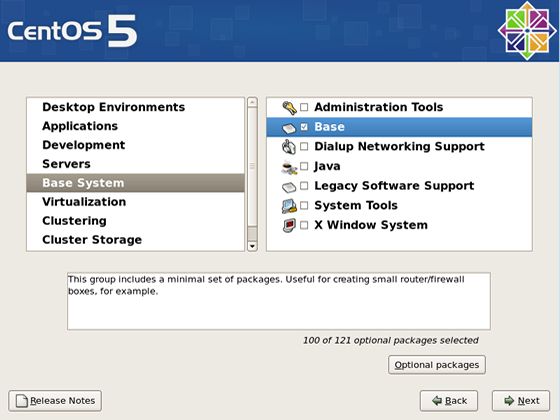 CentOS 5
Desktop Environments
Applications
Development
Servers
Base System
Virtualization
Clustering
Cluster Storage
Administration Tools
Base
Dialup Networking Support
Java
Legacy Software Support
System Tools
X Window System
This group includes a minimal set of packages. Useful for creating small router/firewall
boxes, for example.
100 of 121 optional packages selected
Optional packages
Release Notes
Back
Next